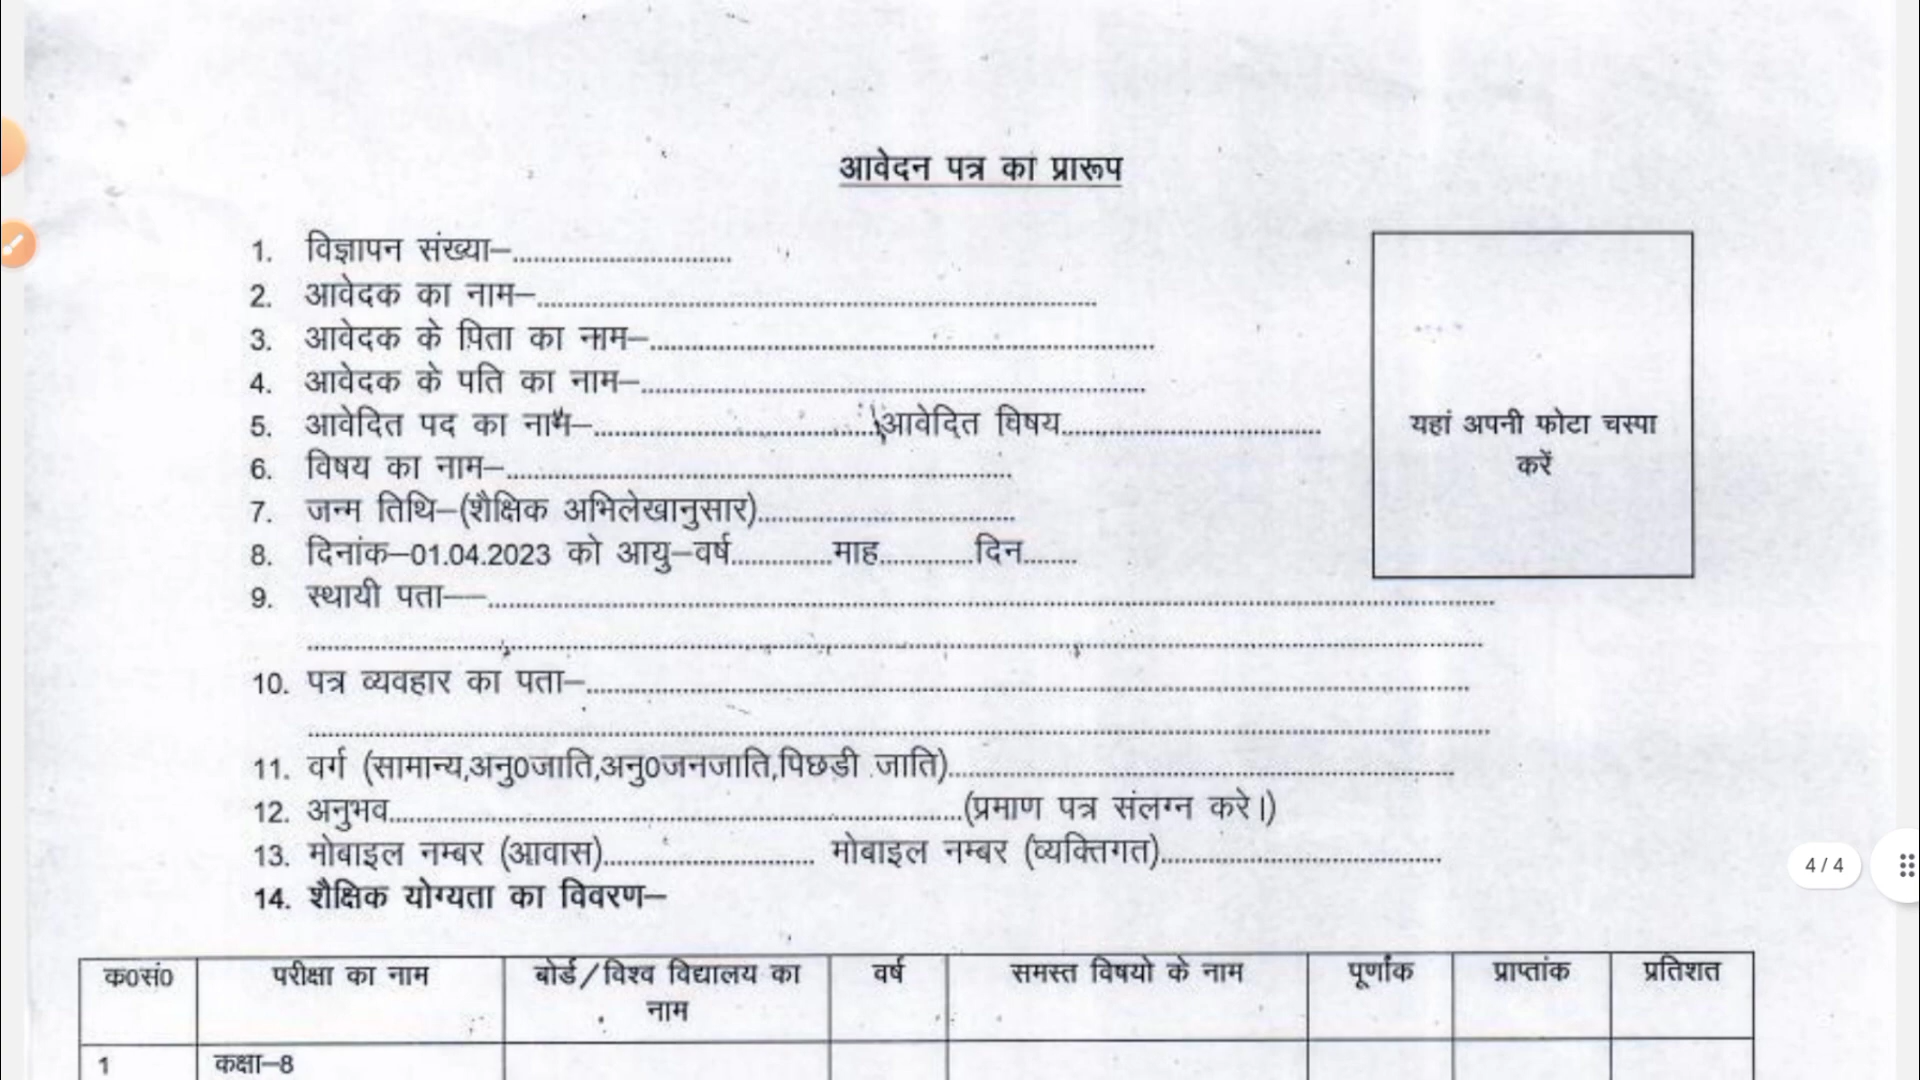 आवेदन पत्र का प्रारूप
1. विज्ञापन संख्या–................................
2. आवेदक का नाम–................................
यहां अपनी फोटा चस्पा
करें
3. आवेदक के पिता का नाम–................................
4. आवेदक के पति का नाम–................................
5. आवेदित पद का नाम–................................आवेदित विषय................................
6. विषय का नाम–................................
7. जन्म तिथि–(शैक्षिक अभिलेखानुसार)................................
8. दिनांक–01.04.2023 को आयु–वर्ष............माह............दिन.......
9. स्थायी पता–................................
10. पत्र व्यवहार का पता–................................
11. वर्ग (सामान्य,अनु0जाति,अनु0जनजाति,पिछडी जाति)................................
12. अनुभव................................(प्रमाण पत्र संलग्न करे।)
13. मोबाइल नम्बर (आवास)........................ मोबाइल नम्बर (व्यक्तिगत)................................
4 / 4
14. शैक्षिक योग्यता का विवरण–
क0सं0 परीक्षा का नाम बोर्ड/विश्व विद्यालय का वर्ष समस्त विषयो के नाम पूर्णांक प्राप्तांक प्रतिशत
नाम
1 कक्षा–8